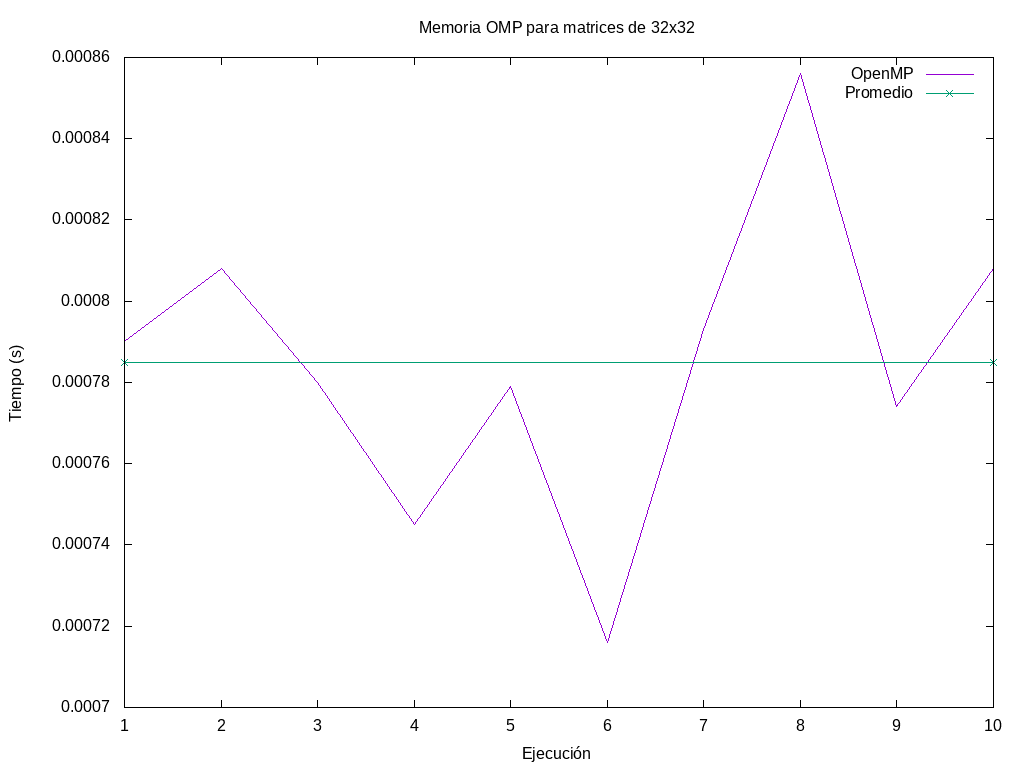 Memoria OMP para matrices de 32x32
OpenMP
Promedio
0.00086
0.00084
0.00082
0.0008
0.00078
0.00076
0.00074
0.00072
0.0007
Tiempo (s)
1 2 3 4 5 6 7 8 9 10
Ejecución